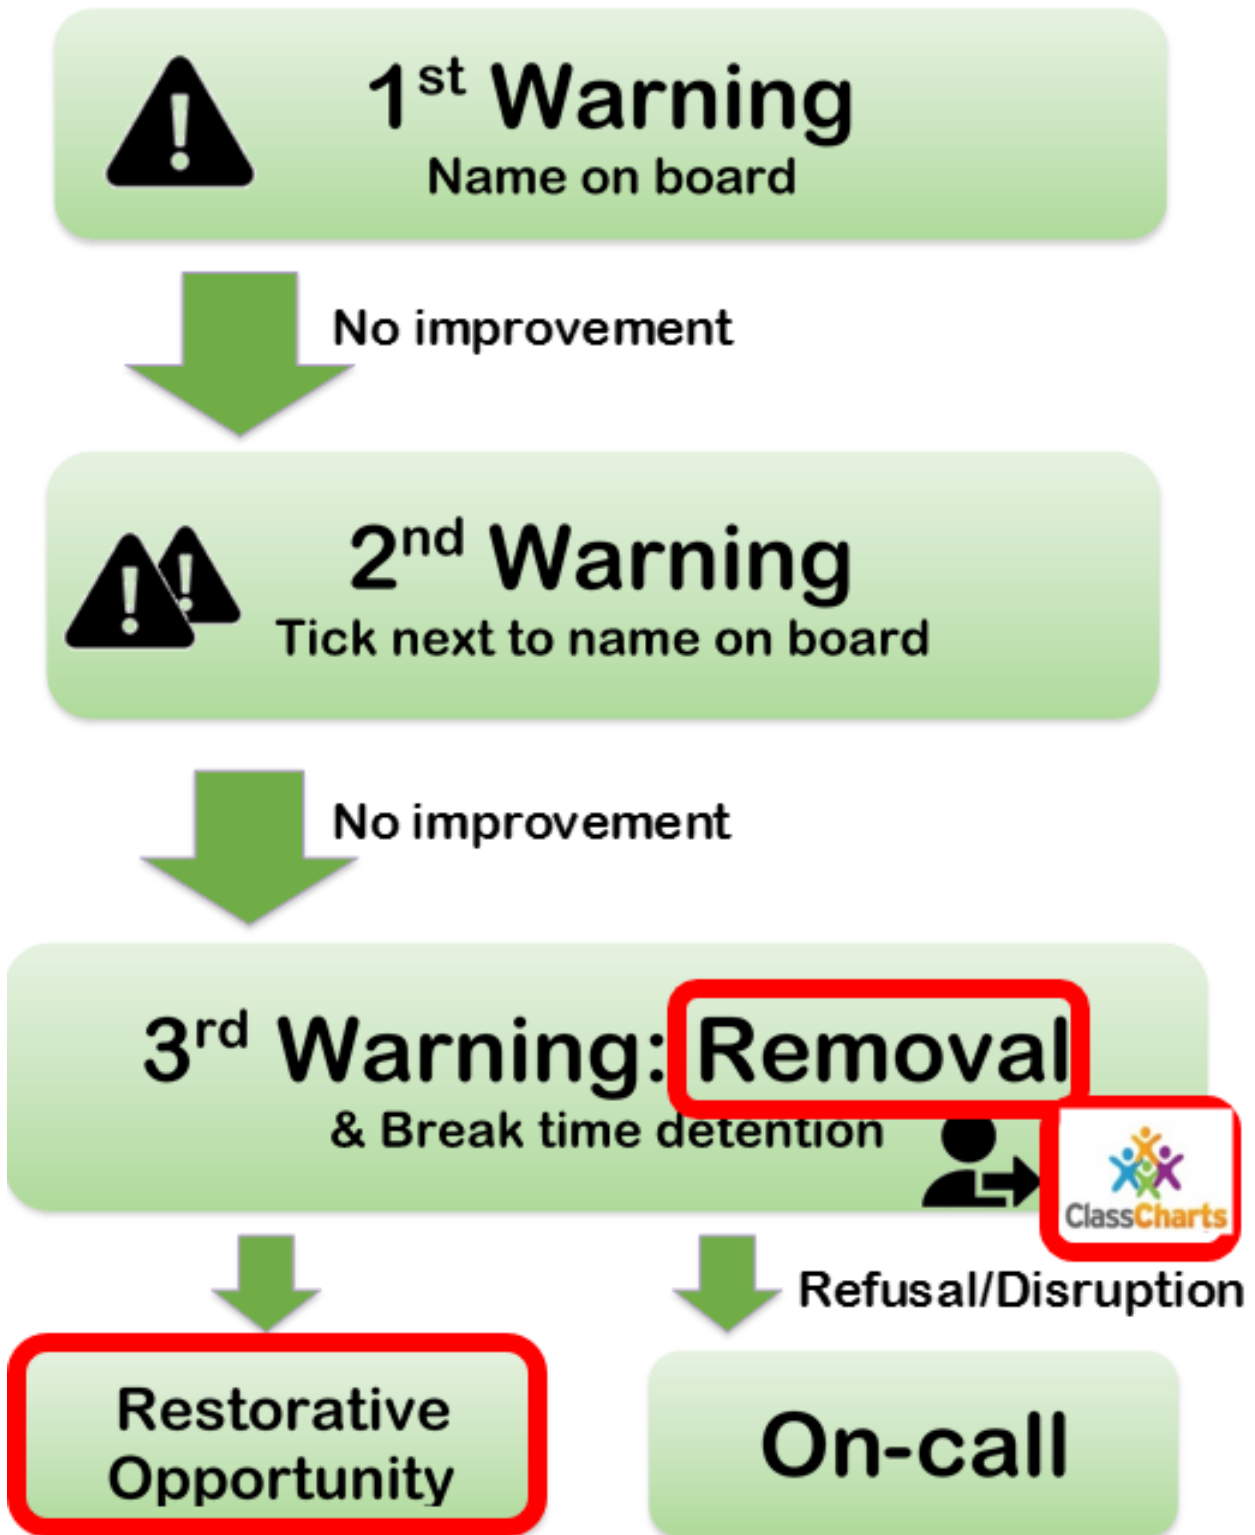 1st Warning
Name on board
No improvement
2nd Warning
Tick next to name on board
No improvement
3rd Warning: Removal
& Break time detention
ClassCharts
Refusal/Disruption
Restorative
Opportunity
On-call